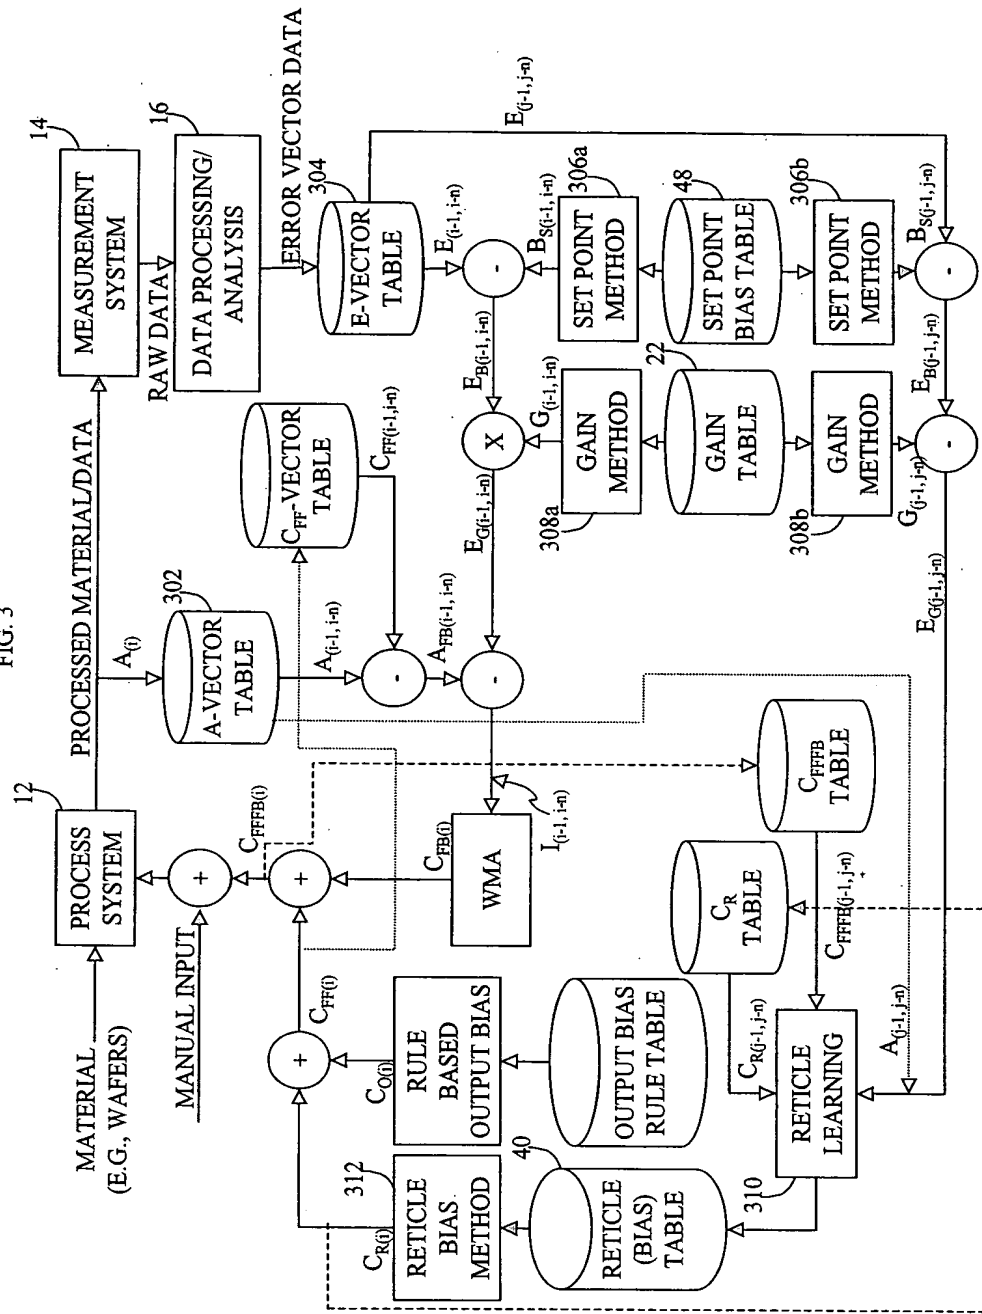 FIG. 3
MATERIAL
(E.G., WAFERS)
MANUAL INPUT
12
PROCESS
SYSTEM
PROCESSED MATERIAL/DATA
14
MEASUREMENT
SYSTEM
RAW DATA
16
DATA PROCESSING/
ANALYSIS
ERROR VECTOR DATA
A(i)
302
A-VECTOR
TABLE
A(i-1, i-n)
CFF-VECTOR
TABLE
CFF(i-1,i-n)
304
E-VECTOR
TABLE
E(i-1, i-n)
E(j-1, j-n)
+
CFFFB(i)
+
CFF(i)
+
-
AFB(i-1, i-n)
-
EG(i-1, i-n)
X
EB(i-1, i-n)
-
BS(i-1, i-n)
306a
SET POINT
METHOD
48
SET POINT
BIAS TABLE
306b
SET POINT
METHOD
BS(j-1, j-n)
-
G(i-1, i-n)
308a
GAIN
METHOD
22
GAIN
TABLE
308b
GAIN
METHOD
G(j-1, j-n)
EB(j-1, j-n)
-
EG(j-1, j-n)
I(i-1, i-n)
CFB(i)
WMA
CR(i)
312
RETICLE
BIAS
METHOD
CO(i)
RULE
BASED
OUTPUT BIAS
40
RETICLE
(BIAS)
TABLE
OUTPUT BIAS
RULE TABLE
CR
TABLE
CFFFB
TABLE
CR(j-1, j-n)
CFFFB(j-1, j-n)
A(j-1, j-n)
310
RETICLE
LEARNING